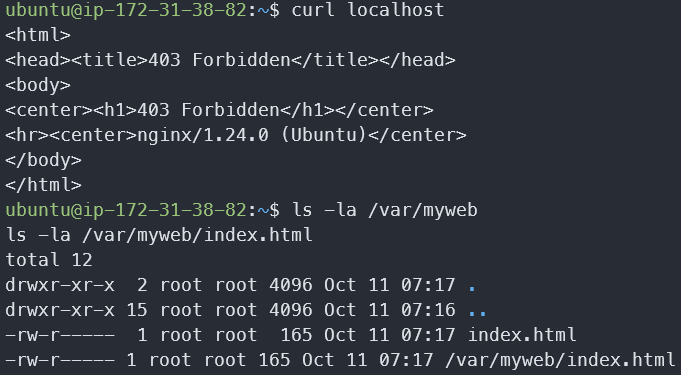 ubuntu@ip-172-31-38-82:~$ curl localhost
<html>
<head><title>403 Forbidden</title></head>
<body>
<center><h1>403 Forbidden</h1></center>
<hr><center>nginx/1.24.0 (Ubuntu)</center>
</body>
</html>
ubuntu@ip-172-31-38-82:~$ ls -la /var/myweb
ls -la /var/myweb/index.html
total 12
drwxr-xr-x  2 root root 4096 Oct 11 07:17 .
drwxr-xr-x 15 root root 4096 Oct 11 07:16 ..
-rw-r-----  1 root root  165 Oct 11 07:17 index.html
-rw-r----- 1 root root 165 Oct 11 07:17 /var/myweb/index.html